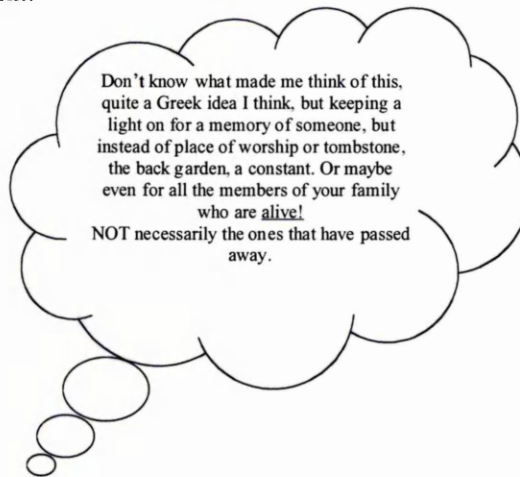 Don't know what made me think of this,
quite a Greek idea I think, but keeping a
light on for a memory of someone, but
instead of place of worship or tombstone,
the back garden, a constant. Or maybe
even for all the members of your family
who are alive!
NOT necessarily the ones that have passed
away.